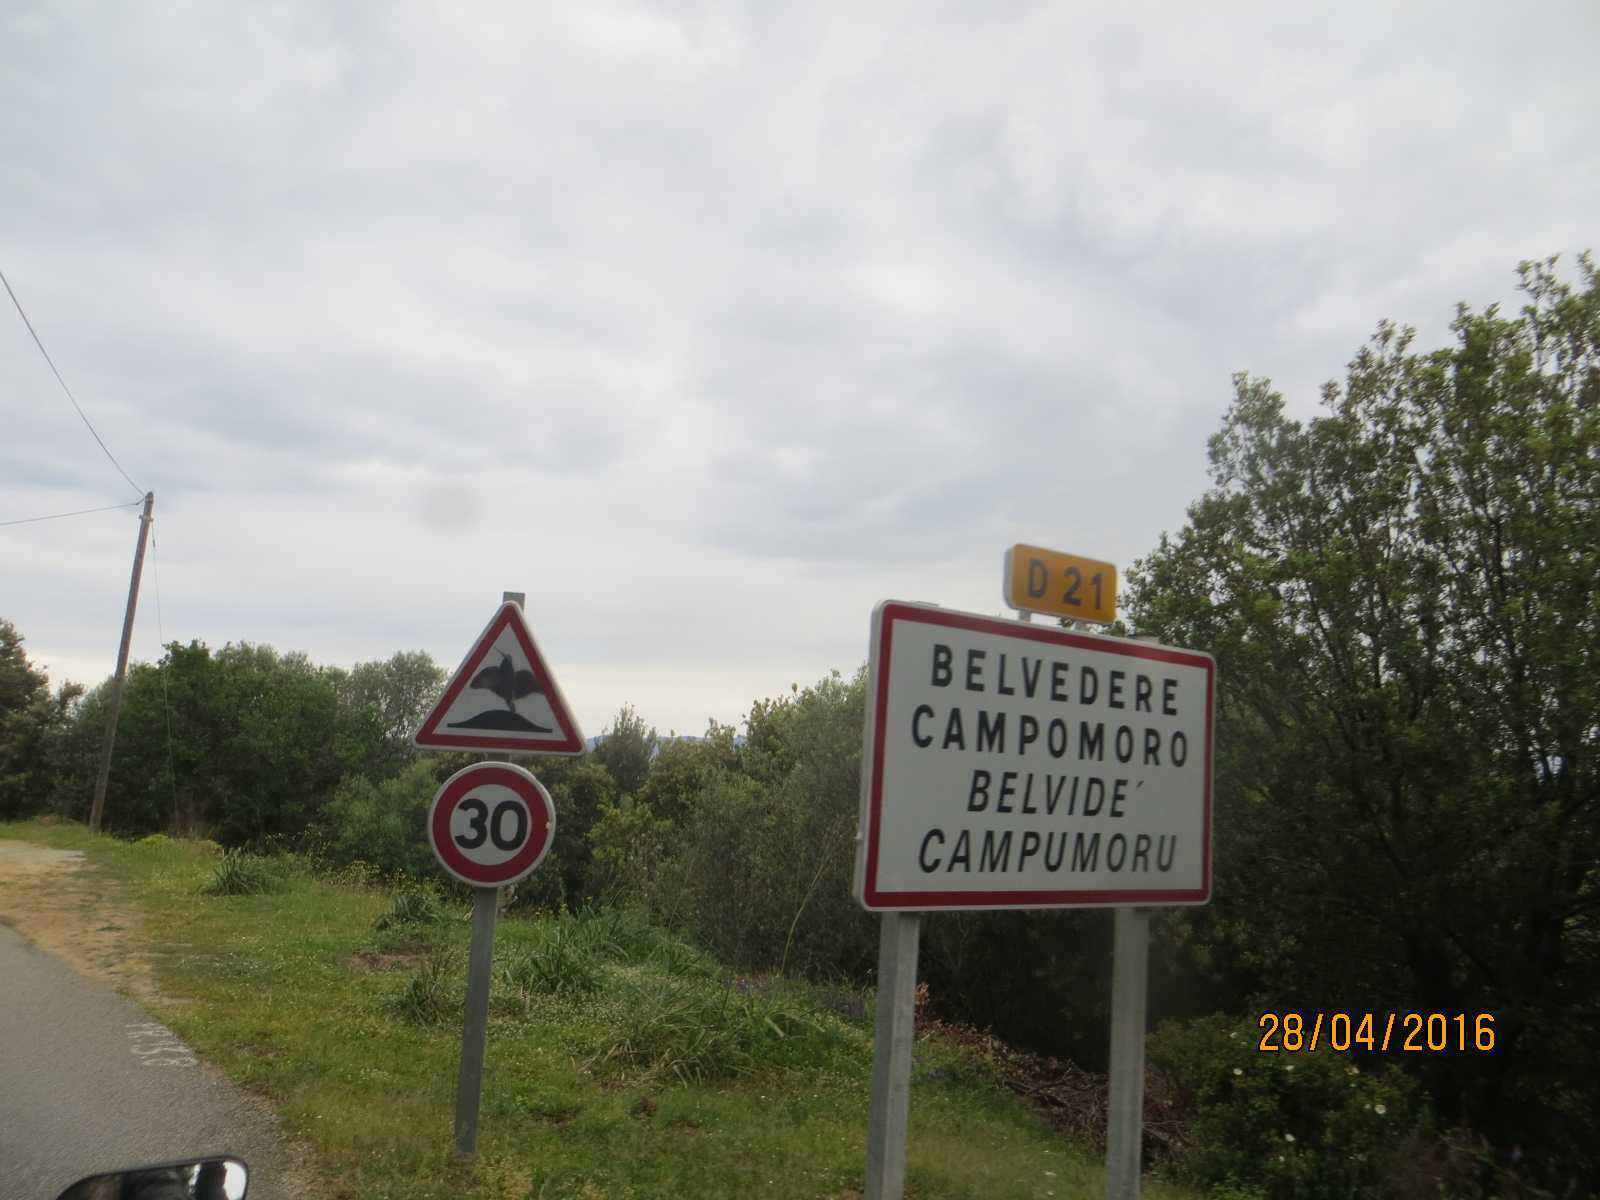 D 21
BELVEDERE
CAMPOMORO
BELVIDE´
CAMPUMORU
30
28/04/2016